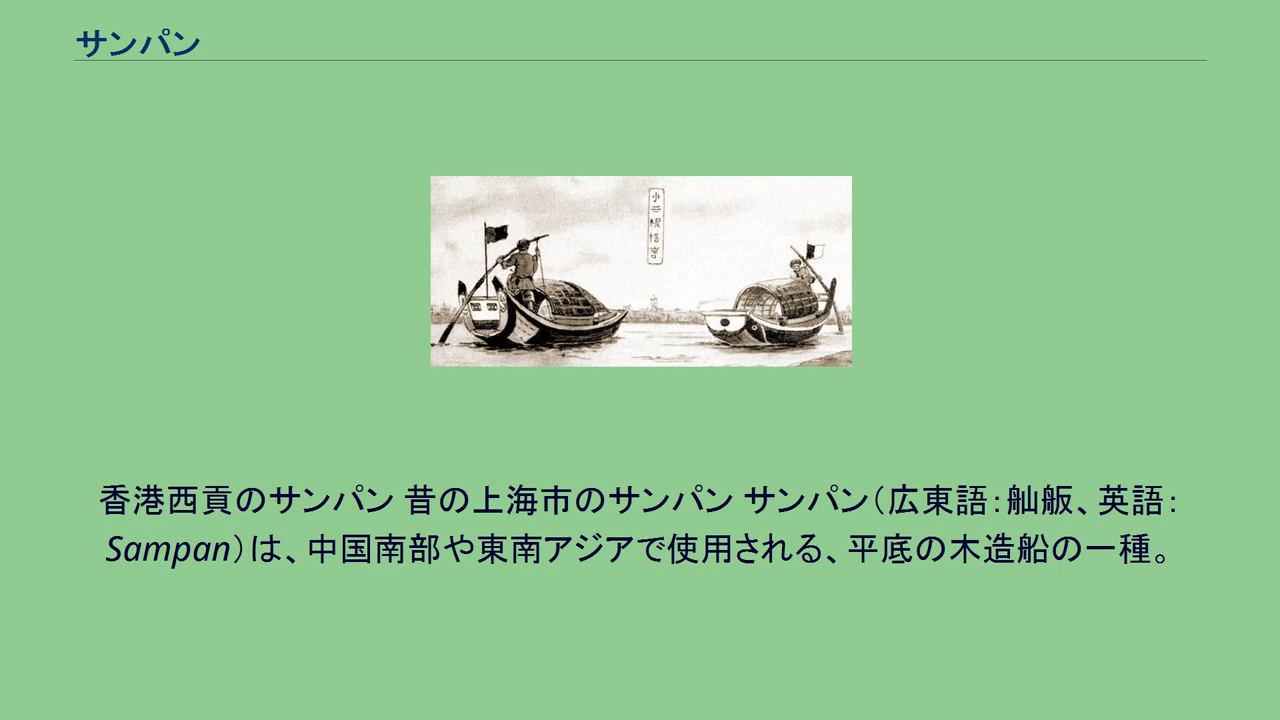 サンパン
香港西貢のサンパン 昔の上海市のサンパン サンパン（広東語：舢舨、英語：
Sampan）は、中国南部や東南アジアで使用される、平底の木造船の一種。